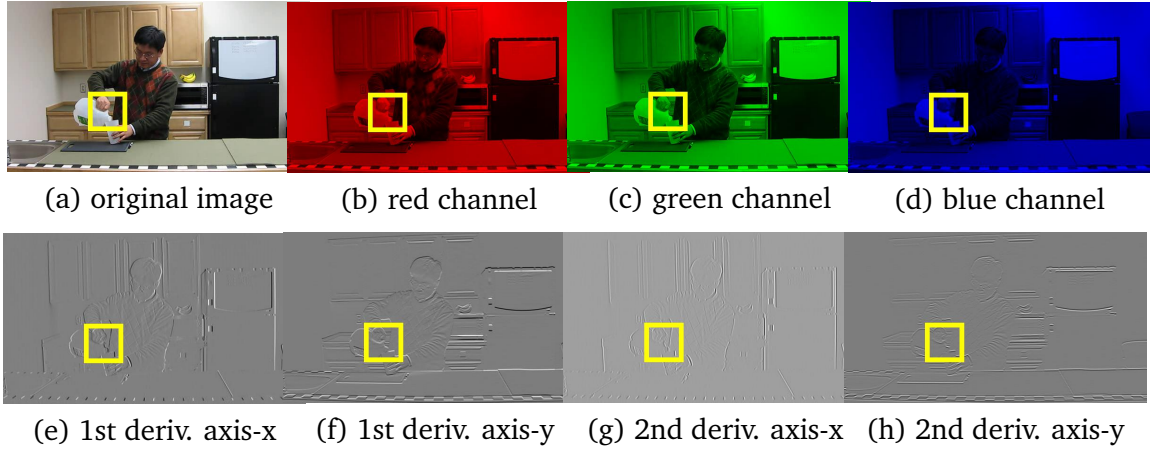 (a) original image
(b) red channel
(c) green channel
(d) blue channel
(e) 1st deriv. axis-x
(f) 1st deriv. axis-y
(g) 2nd deriv. axis-x
(h) 2nd deriv. axis-y